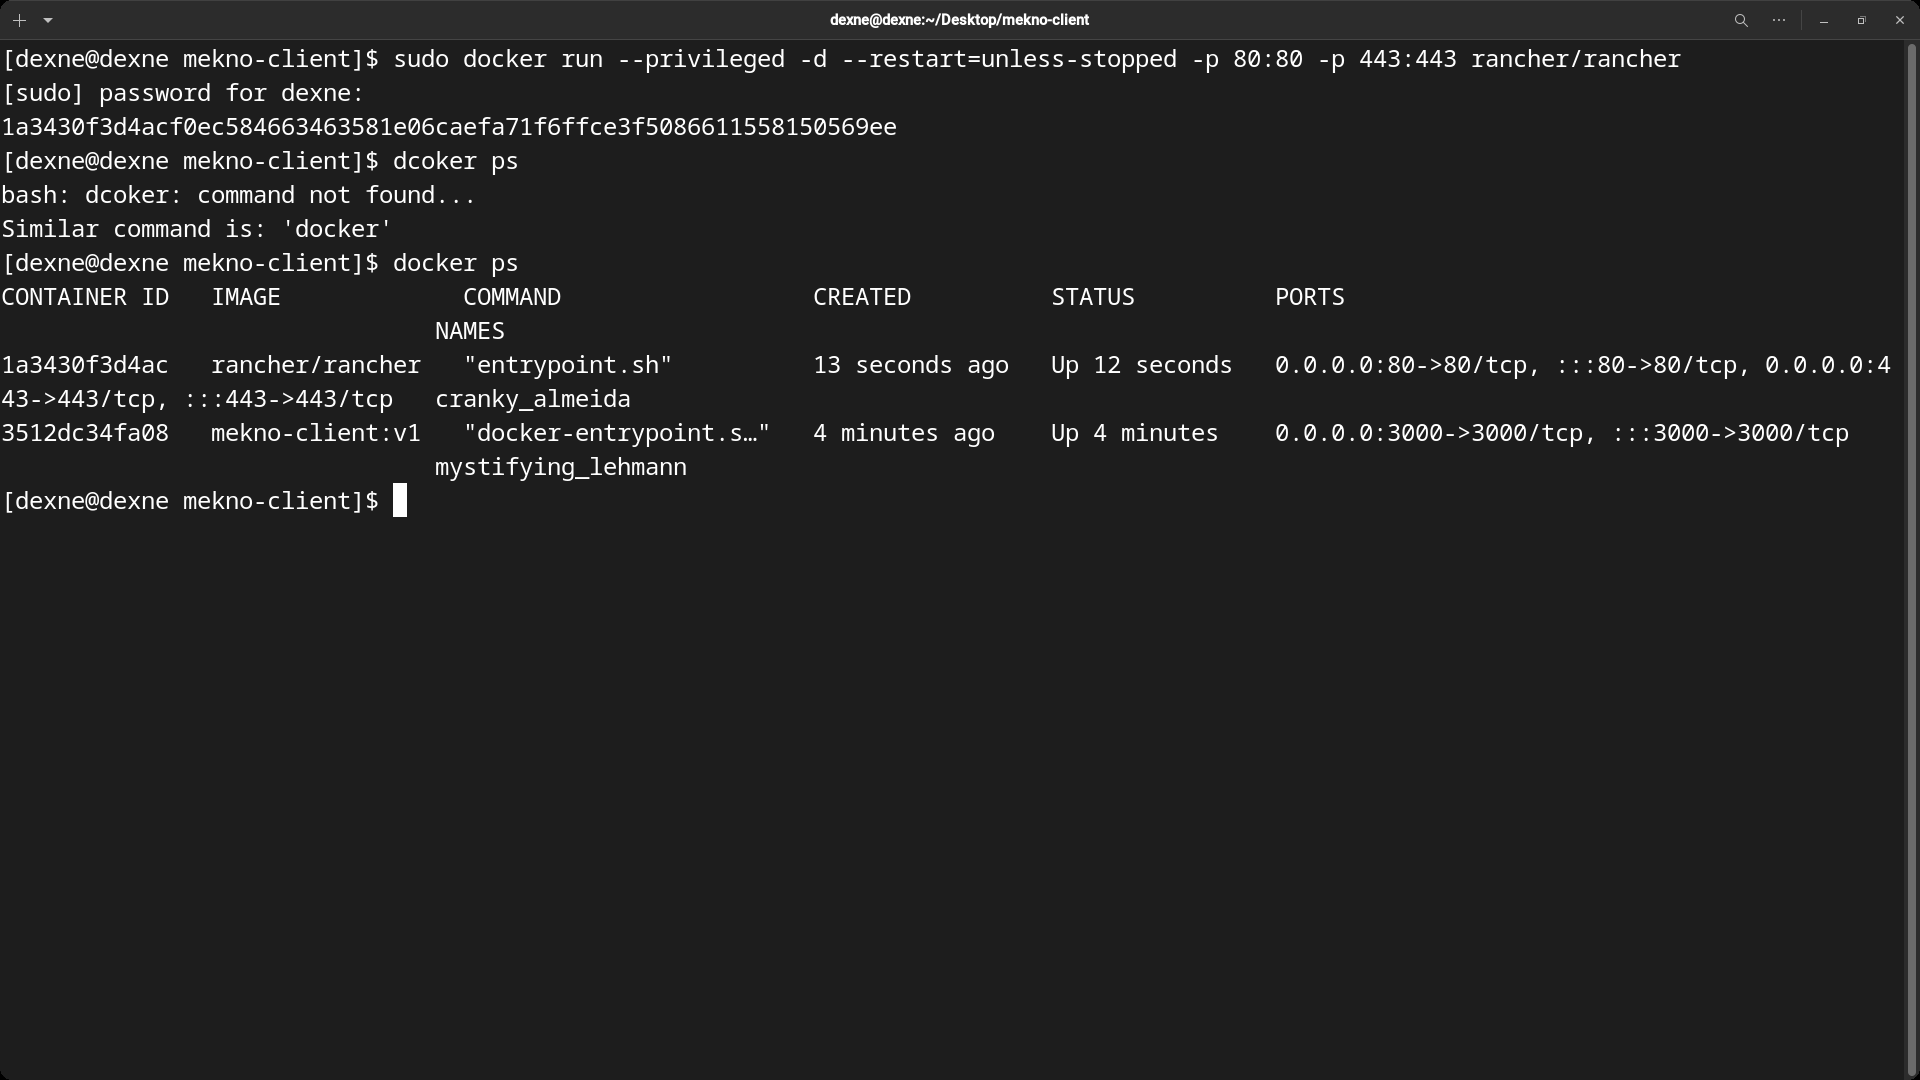 dexne@dexne:~/Desktop/mekno-client
[dexne@dexne mekno-client]$ sudo docker run --privileged -d --restart=unless-stopped -p 80:80 -p 443:443 rancher/rancher
[sudo] password for dexne:
1a3430f3d4acf0ec584663463581e06caefa71f6ffce3f5086611558150569ee
[dexne@dexne mekno-client]$ dcoker ps
bash: dcoker: command not found...
Similar command is: 'docker'
[dexne@dexne mekno-client]$ docker ps
CONTAINER ID   IMAGE             COMMAND                  CREATED          STATUS          PORTS
                               NAMES
1a3430f3d4ac   rancher/rancher   "entrypoint.sh"          13 seconds ago   Up 12 seconds   0.0.0.0:80->80/tcp, :::80->80/tcp, 0.0.0.0:4
43->443/tcp, :::443->443/tcp   cranky_almeida
3512dc34fa08   mekno-client:v1   "docker-entrypoint.s…"   4 minutes ago    Up 4 minutes    0.0.0.0:3000->3000/tcp, :::3000->3000/tcp
                               mystifying_lehmann
[dexne@dexne mekno-client]$